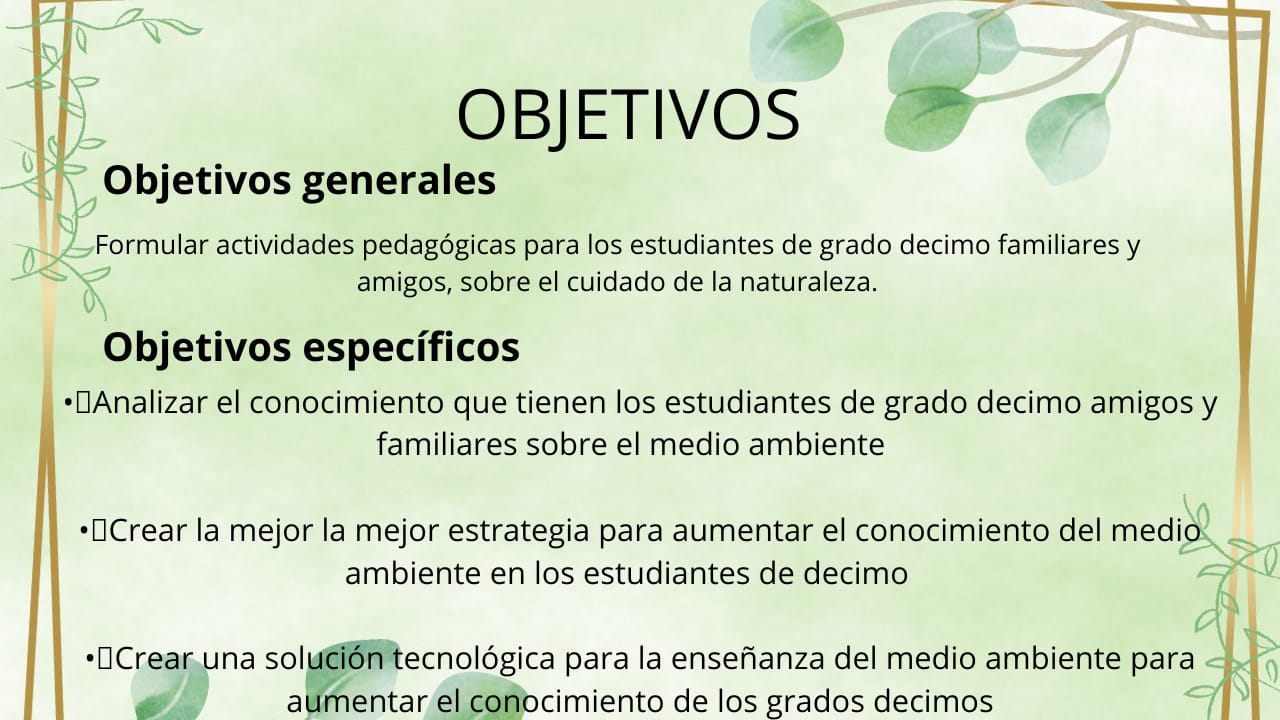 OBJETIVOS
Objetivos generales
Formular actividades pedagógicas para los estudiantes de grado decimo familiares y
amigos, sobre el cuidado de la naturaleza.
Objetivos específicos
•Analizar el conocimiento que tienen los estudiantes de grado decimo amigos y
familiares sobre el medio ambiente
•Crear la mejor la mejor estrategia para aumentar el conocimiento del medio
ambiente en los estudiantes de decimo
•Crear una solución tecnológica para la enseñanza del medio ambiente para
aumentar el conocimiento de los grados decimos